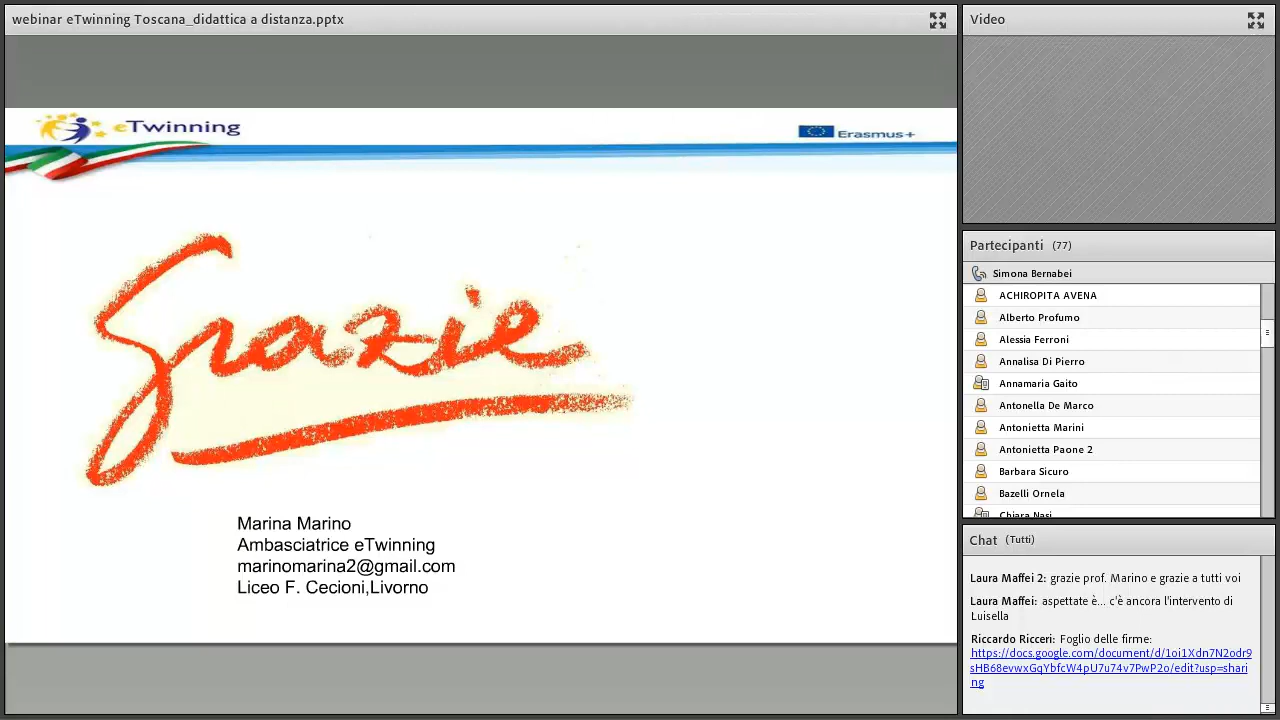 webinar eTwinning Toscana_didattica a distanza.pptx
eTwinning
Erasmus+
Grazie
Marina Marino
Ambasciatrice eTwinning
marinomarina2@gmail.com
Liceo F. Cecioni,Livorno
Video
Partecipanti (77)
Simona Bernabei
ACHIROPITA AVENA
Alberto Profumo
Alessia Ferroni
Annalisa Di Pierro
Annamaria Gaito
Antonella De Marco
Antonietta Marini
Antonietta Paone 2
Barbara Sicuro
Bazelli Ornela
Chiara Nasi
Chat (Tutti)
Laura Maffei 2: grazie prof. Marino e grazie a tutti voi
Laura Maffei: aspettate è... c'è ancora l'intervento di
Luisella
Riccardo Ricceri: Foglio delle firme:
https://docs.google.com/document/d/1oi1Xdn7N2odr9
sHB68evwxGqYbfcW4pU7u74v7PwP2o/edit?usp=shari
ng